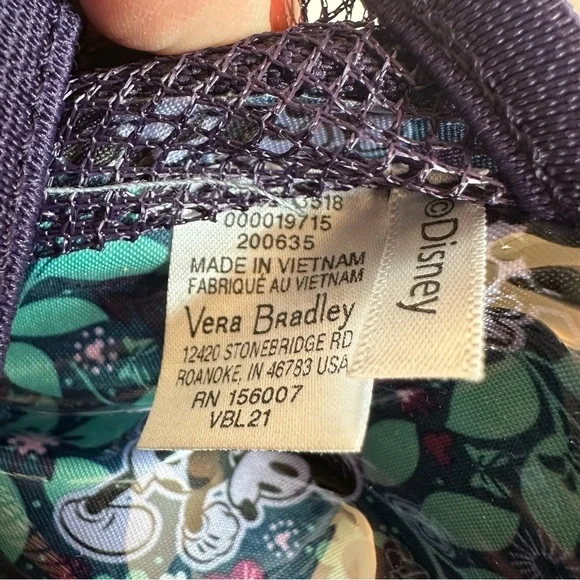 3518
000019715
200635
MADE IN VIETNAM
FABRIQUÉ AU VIETNAM
VERA BRADLEY
12420 STONEBRIDGE RD
ROANOKE, IN 46783 USA
RN 156007
VBL21
©Disney